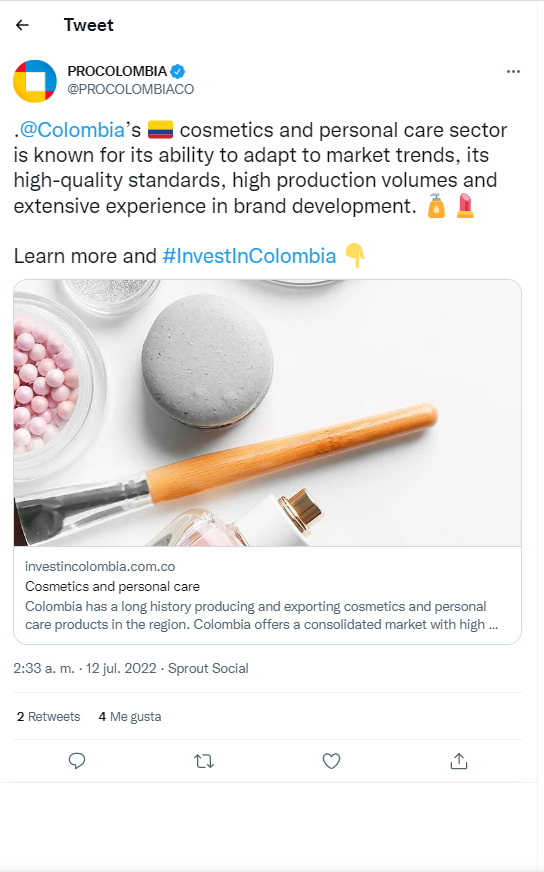 Tweet
PROCOLOMBIA
@PROCOLOMBIACO
.@Colombia's 🇨🇴 cosmetics and personal care sector
is known for its ability to adapt to market trends, its
high-quality standards, high production volumes and
extensive experience in brand development. 🧴 💄
Learn more and #InvestInColombia 👇
investincolombia.com.co
Cosmetics and personal care
Colombia has a long history producing and exporting cosmetics and personal
care products in the region. Colombia offers a consolidated market with high ...
2:33 a. m. · 12 jul. 2022 · Sprout Social
2 Retweets 4 Me gusta